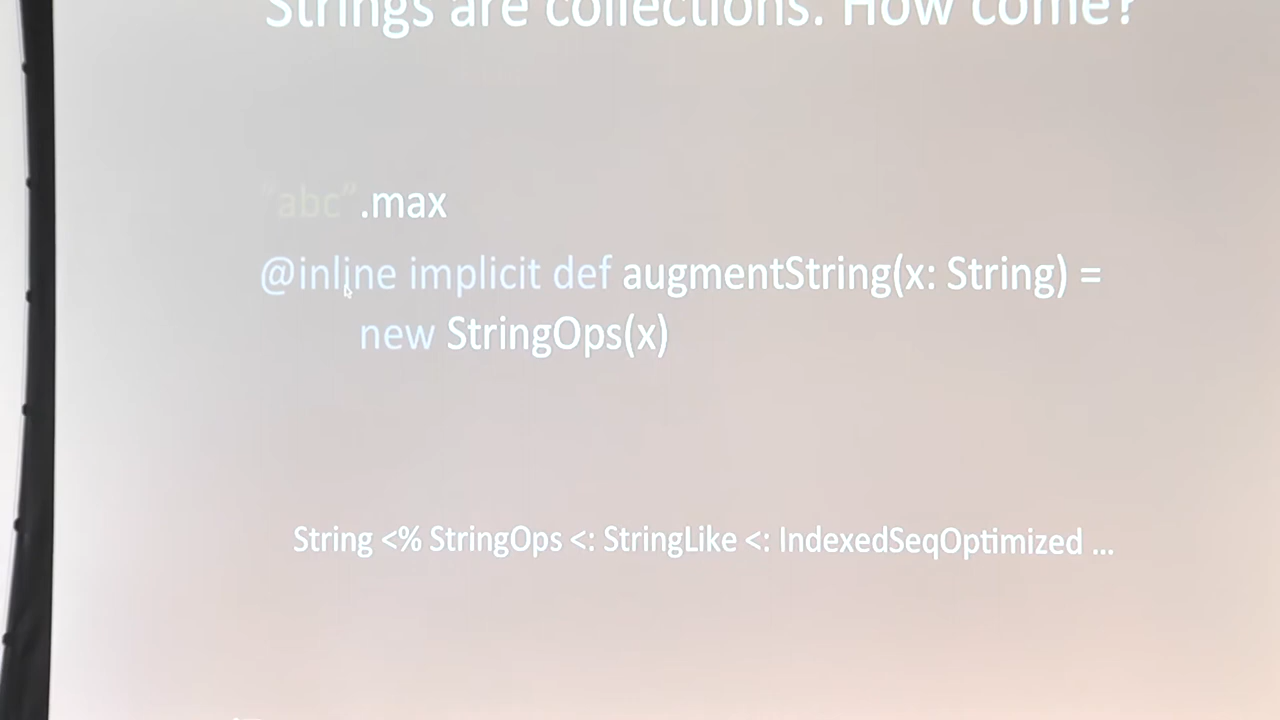 Strings are collections. How come?
"abc".max
@inline implicit def augmentString(x: String) =
new StringOps(x)
String <% StringOps <: StringLike <: IndexedSeqOptimized ...